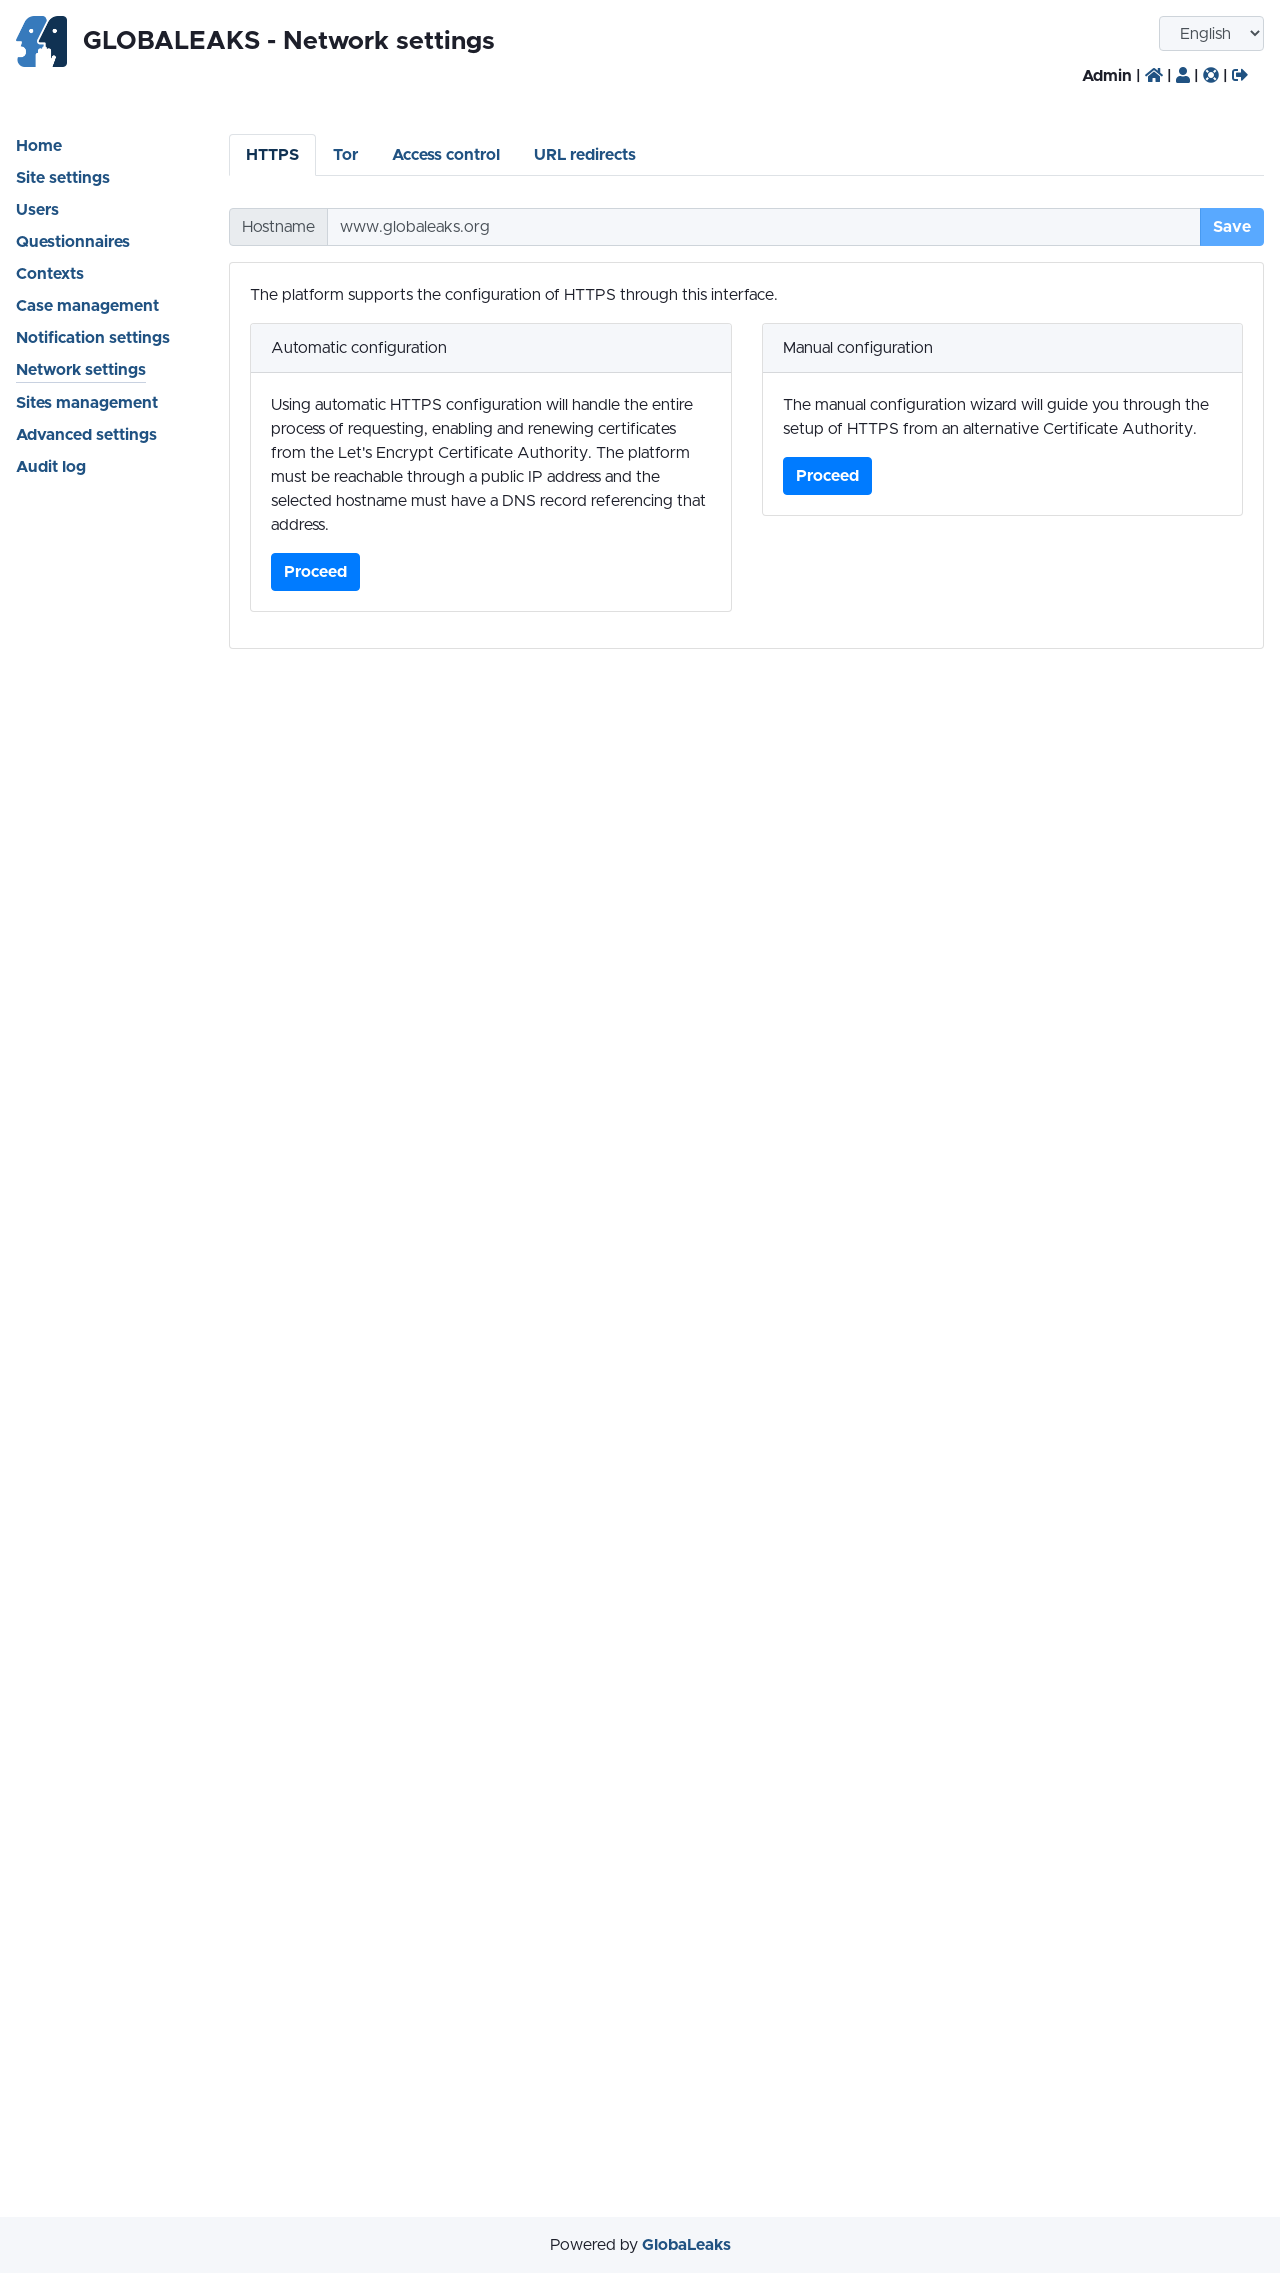 GLOBALEAKS - Network settings
English
Admin | | | |
Home
Site settings
Users
Questionnaires
Contexts
Case management
Notification settings
Network settings
Sites management
Advanced settings
Audit log
HTTPS Tor Access control URL redirects
Hostname www.globaleaks.org Save
The platform supports the configuration of HTTPS through this interface.
Automatic configuration
Using automatic HTTPS configuration will handle the entire
process of requesting, enabling and renewing certificates
from the Let's Encrypt Certificate Authority. The platform
must be reachable through a public IP address and the
selected hostname must have a DNS record referencing that
address.
Proceed
Manual configuration
The manual configuration wizard will guide you through the
setup of HTTPS from an alternative Certificate Authority.
Proceed
Powered by GlobaLeaks